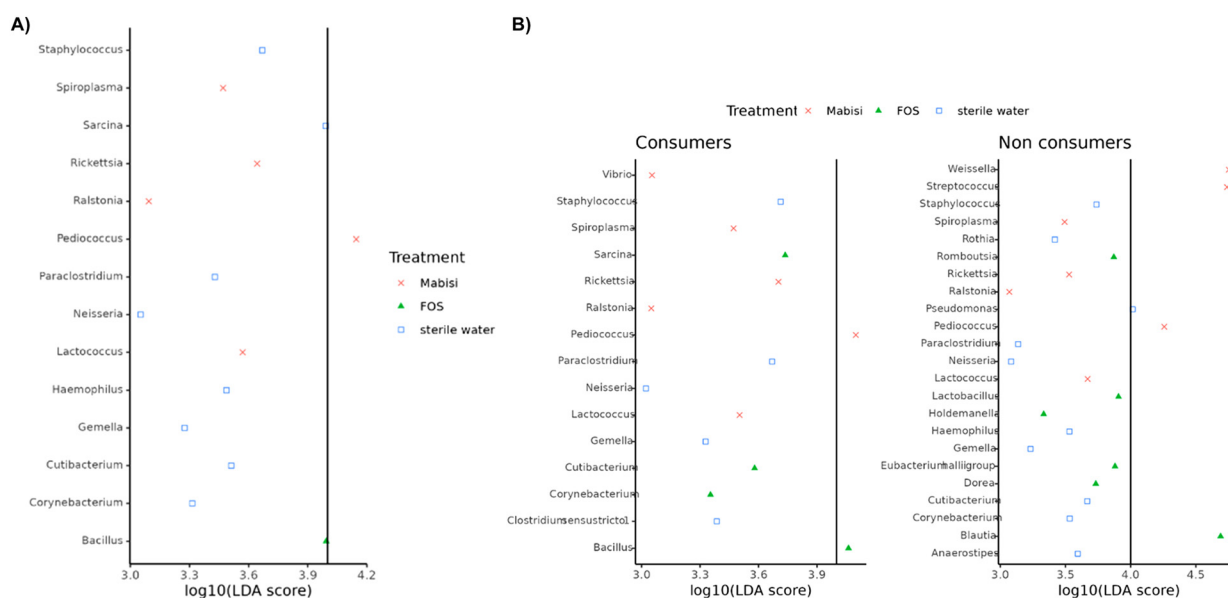 A)
Staphylococcus
Spiroplasma
Sarcina
Rickettsia
Ralstonia
Pediococcus
Paraclostridium
Neisseria
Lactococcus
Haemophilus
Gemella
Cutibacterium
Corynebacterium
Bacillus
3.0 3.3 3.6 3.9 4.2
log10(LDA score)
Treatment
Mabisi
FOS
sterile water
B)
Treatment Mabisi FOS sterile water
Consumers
Vibrio
Staphylococcus
Spiroplasma
Sarcina
Rickettsia
Ralstonia
Pediococcus
Paraclostridium
Neisseria
Lactococcus
Gemella
Cutibacterium
Corynebacterium
Clostridiumsensustricto1
Bacillus
3.0 3.3 3.6 3.9
log10(LDA score)
Non consumers
Weissella
Streptococcus
Staphylococcus
Spiroplasma
Rothia
Romboutsia
Rickettsia
Ralstonia
Pseudomonas
Pediococcus
Paraclostridium
Neisseria
Lactococcus
Lactobacillus
Holdemanella
Haemophilus
Gemella
Eubacteriumhalliigroup
Dorea
Cutibacterium
Corynebacterium
Blautia
Anaerostipes
3.0 3.5 4.0 4.5
log10(LDA score)